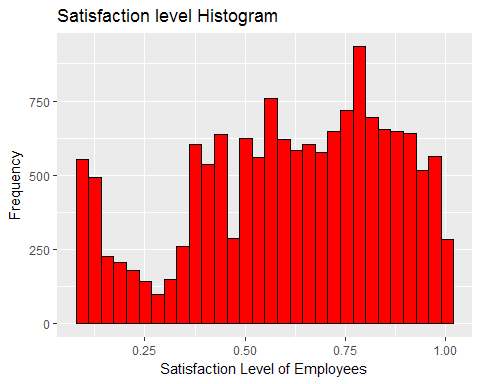 Satisfaction level Histogram
Frequency
750
500
250
0
0.25 0.50 0.75 1.00
Satisfaction Level of Employees